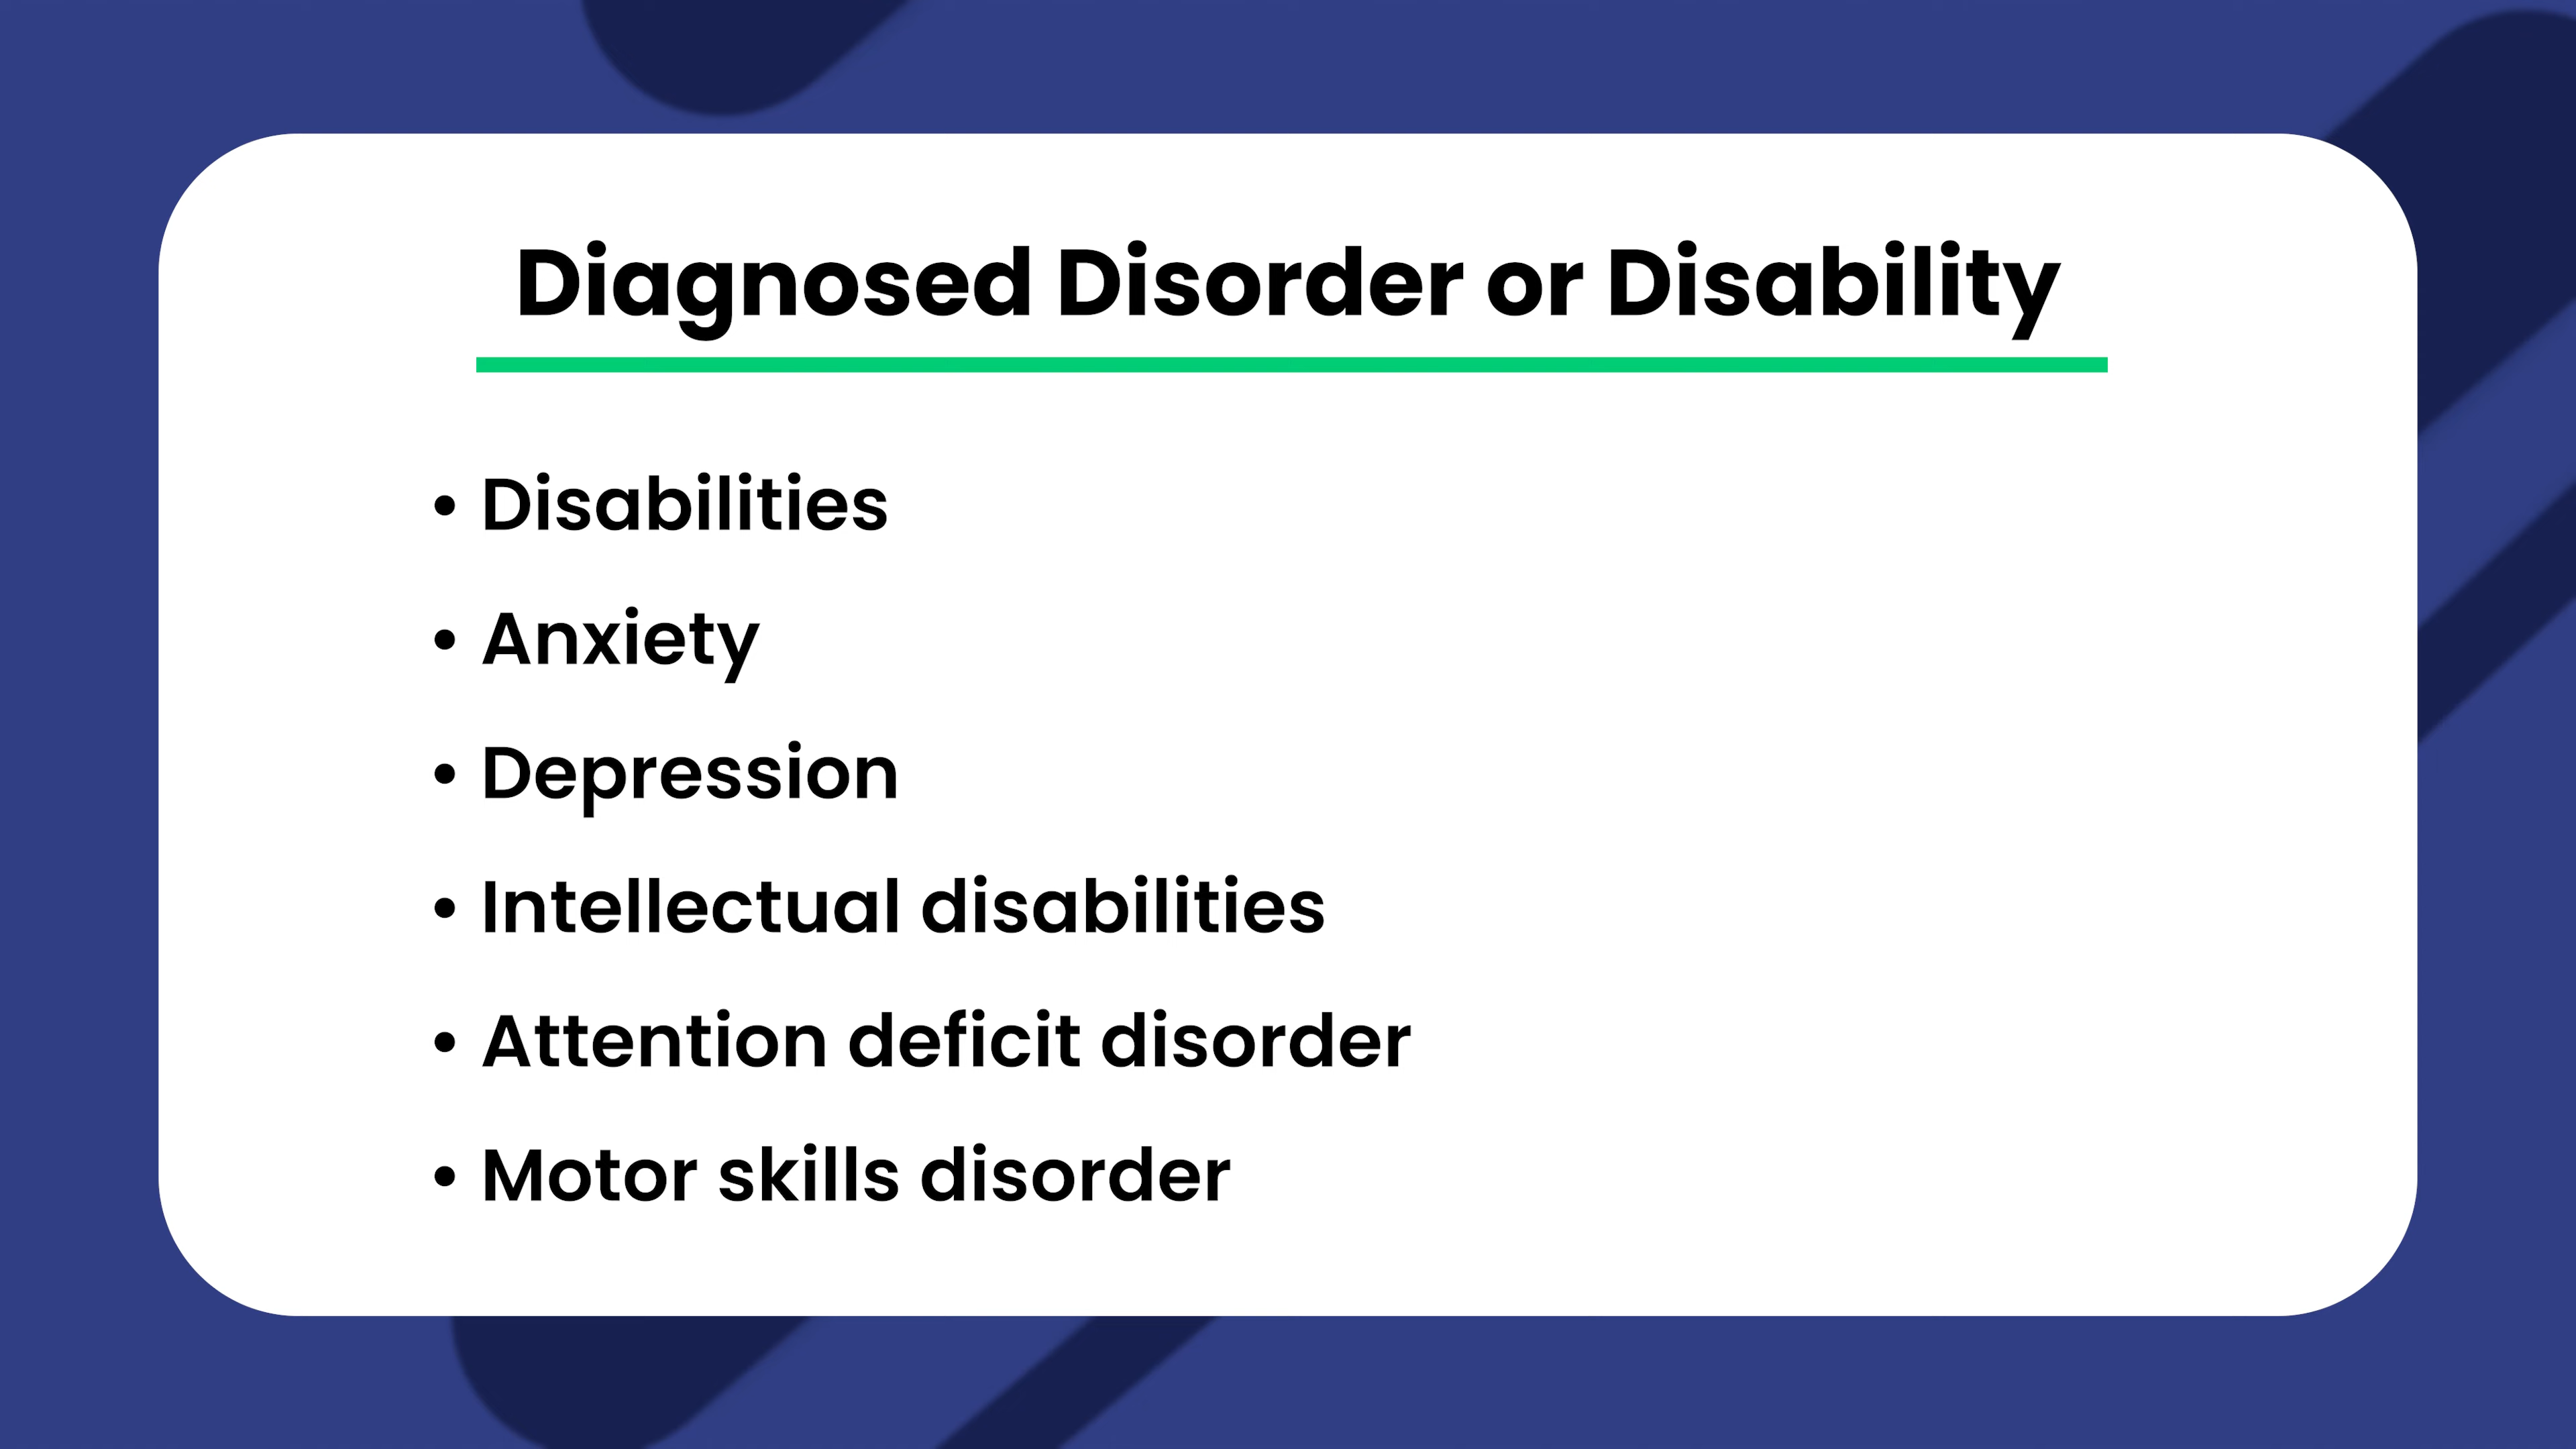 Diagnosed Disorder or Disability
• Disabilities
• Anxiety
• Depression
• Intellectual disabilities
• Attention deficit disorder
• Motor skills disorder